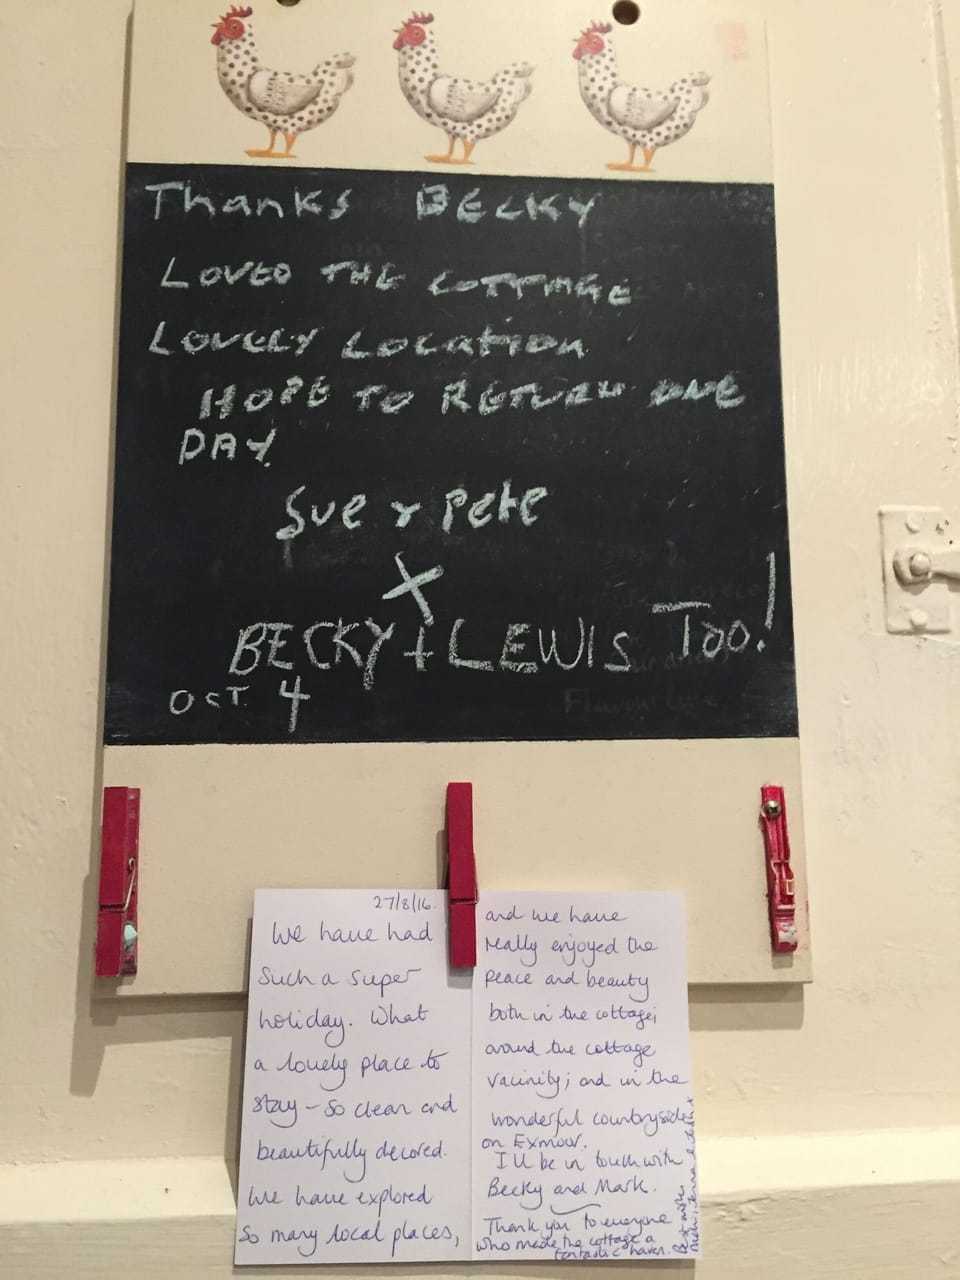 Thanks BECKY
LOVED THE COTTAGE
LOVELY LOCATION
HOPE TO RETURN ONE
DAY
Sue & Pete
X
BECKY + LEWIS TOO!
OCT. 4
27/8/16.
We have had
Such a super
holiday. What
a lovely place to
stay – so clean and
beautifully decored.
We have explored
So many local places,
and we have
really enjoyed the
peace and beauty
both in the cottage;
around the cottage
vacinity; and in the
wonderful countryside
on Exmoor.
I'll be in touch with
Becky and Mark.
Thank you to everyone
who made the cottage a
fantastic haven.
Best wishes
Sugar
Flavour